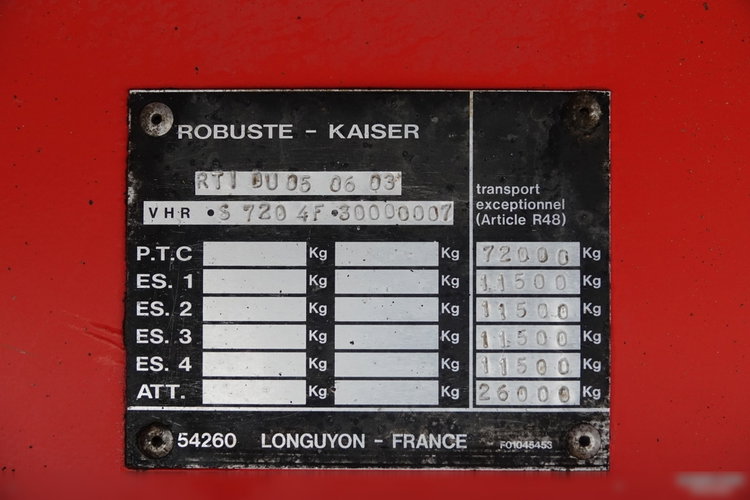 ROBUSTE - KAISER
RTI DU 05 06 03
VHR •S 720 4F •30000007
transport
exceptionnel
(Article R48)
P.T.C Kg Kg 72000 Kg
ES. 1 Kg Kg 11500 Kg
ES. 2 Kg Kg 11500 Kg
ES. 3 Kg Kg 11500 Kg
ES. 4 Kg Kg 11500 Kg
ATT. Kg Kg 26000 Kg
54260 LONGUYON - FRANCE F01045453